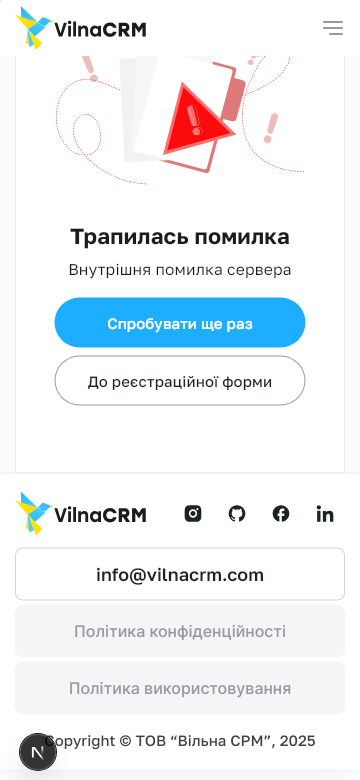 VilnaCRM
Трапилась помилка
Внутрішня помилка сервера
Спробувати ще раз
До реєстраційної форми
VilnaCRM
info@vilnacrm.com
Політика конфіденційності
Політика використовування
Copyright © ТОВ “Вільна СРМ”, 2025
N